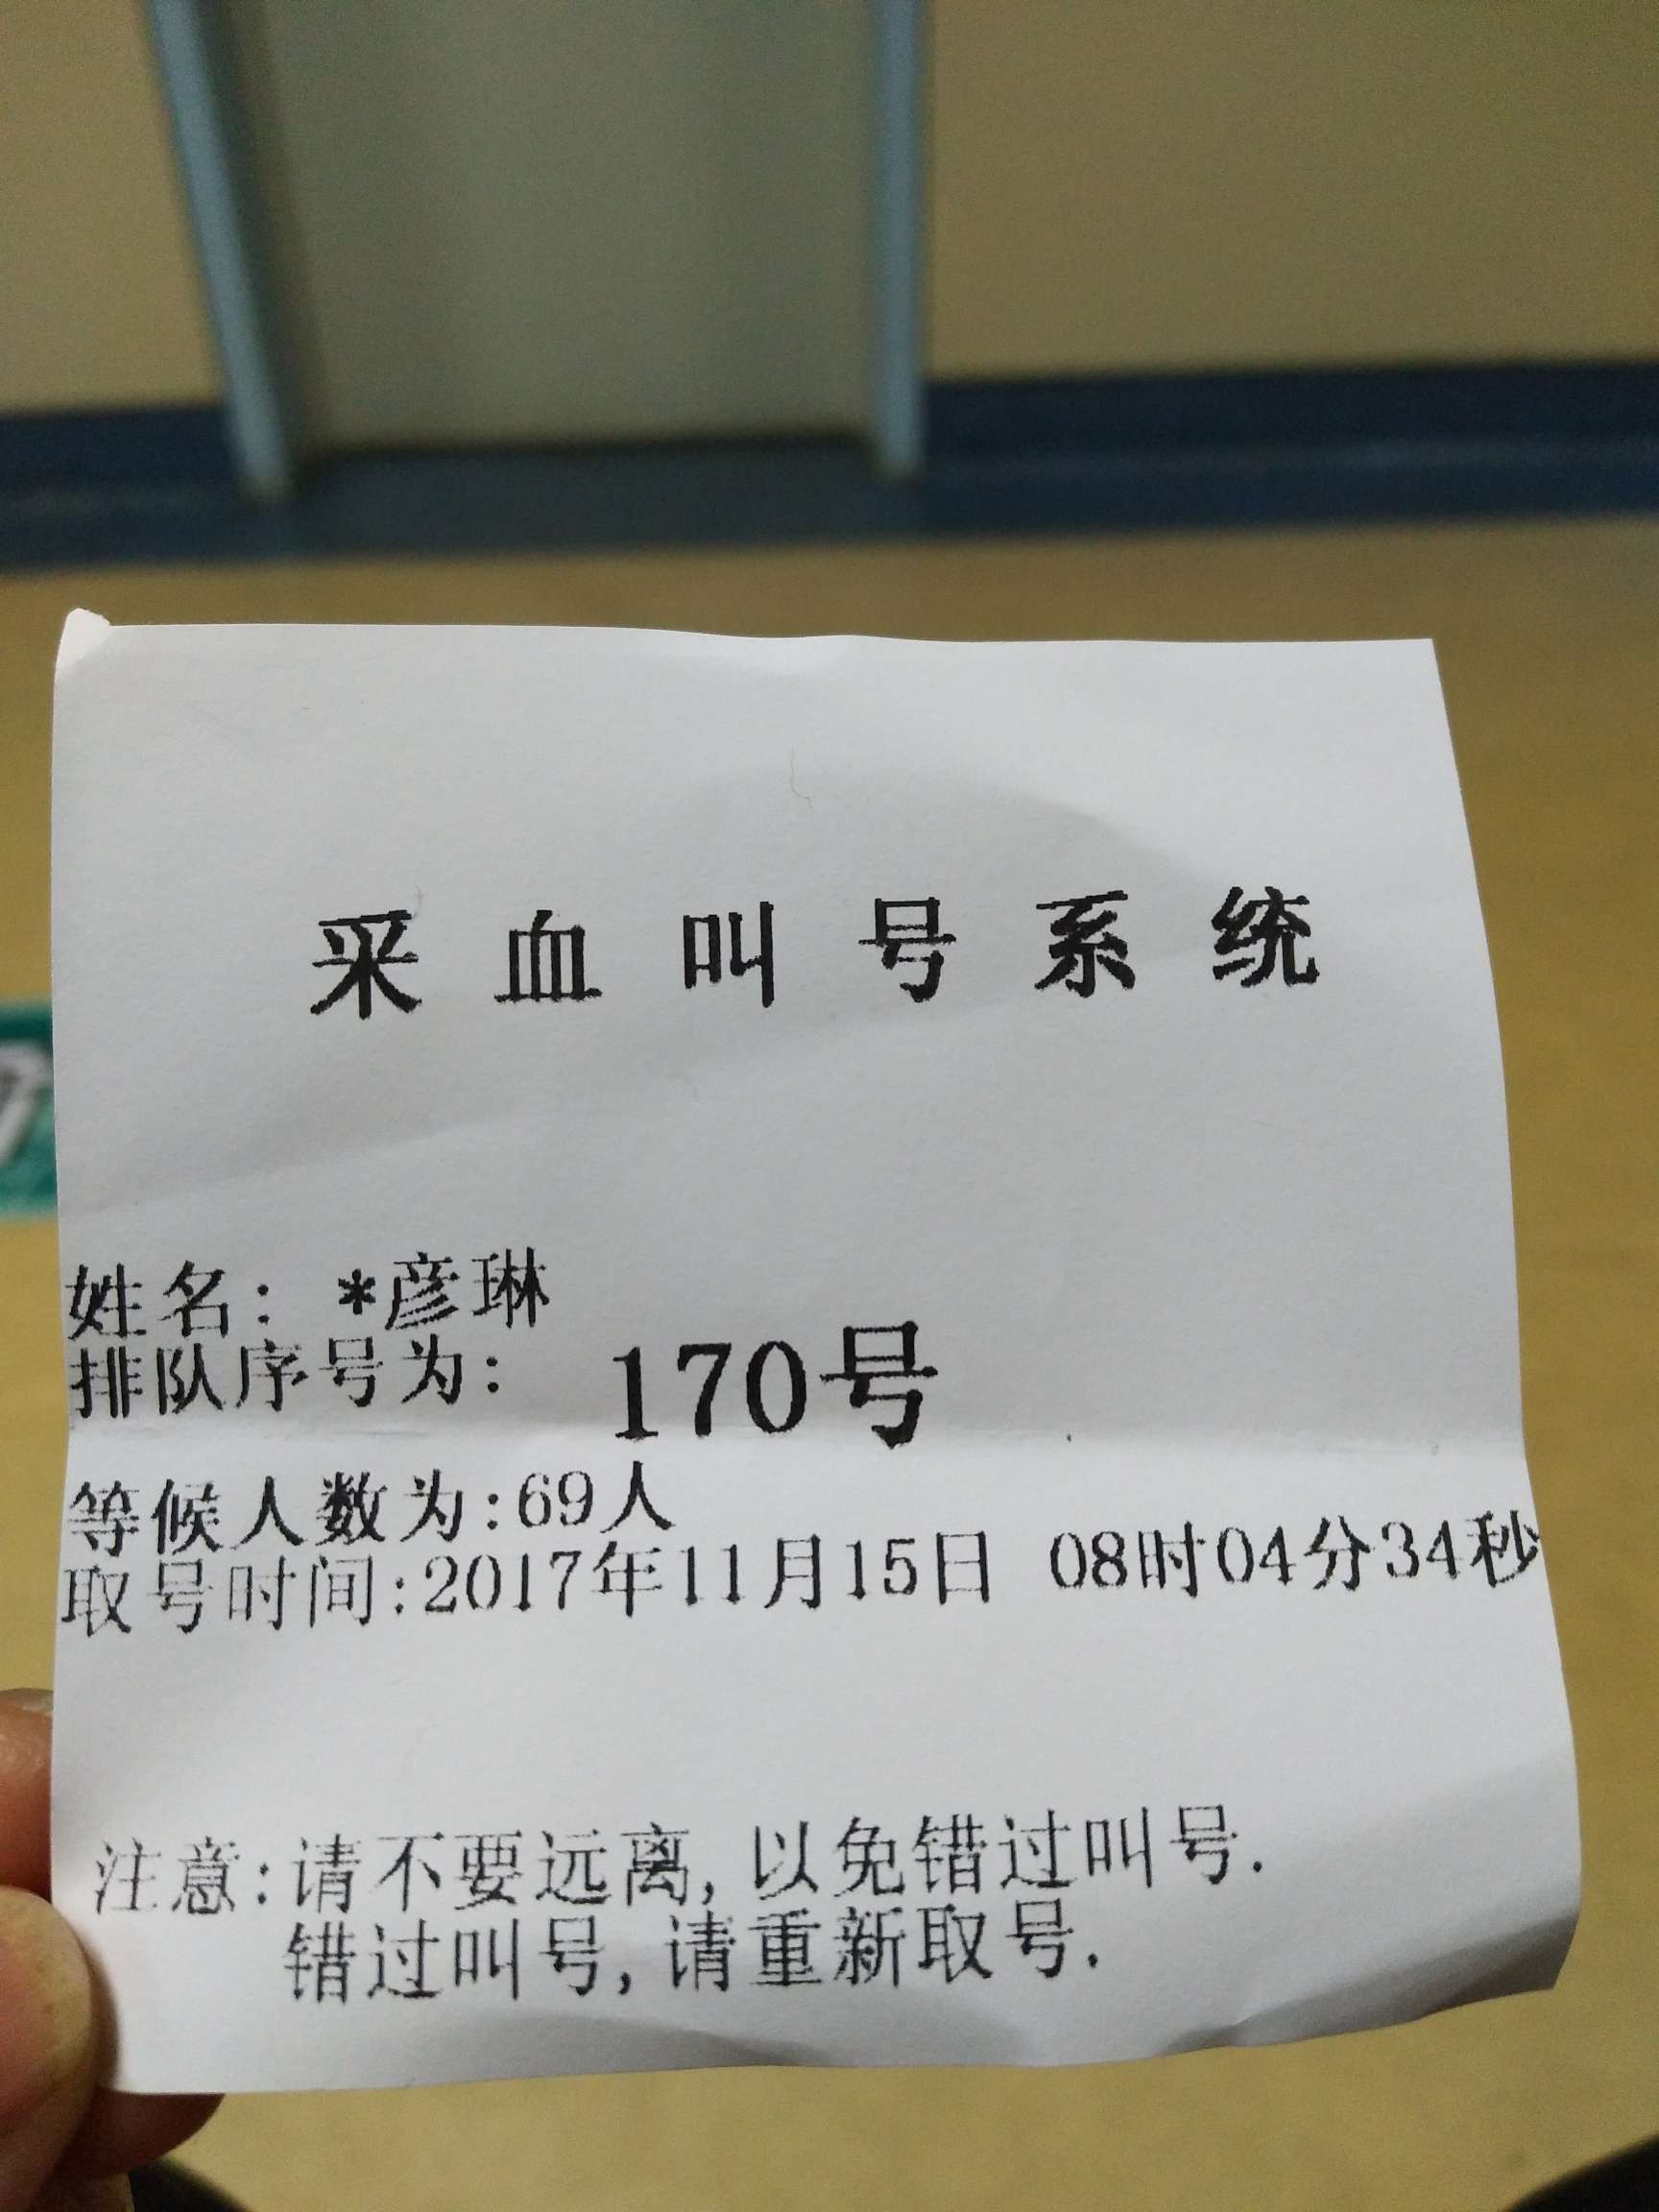 采血叫号系统
姓名: *彦琳
排队序号为: 170号
等候人数为:69人
取号时间:2017年11月15日 08时04分34秒
注意:请不要远离,以免错过叫号.
错过叫号,请重新取号.